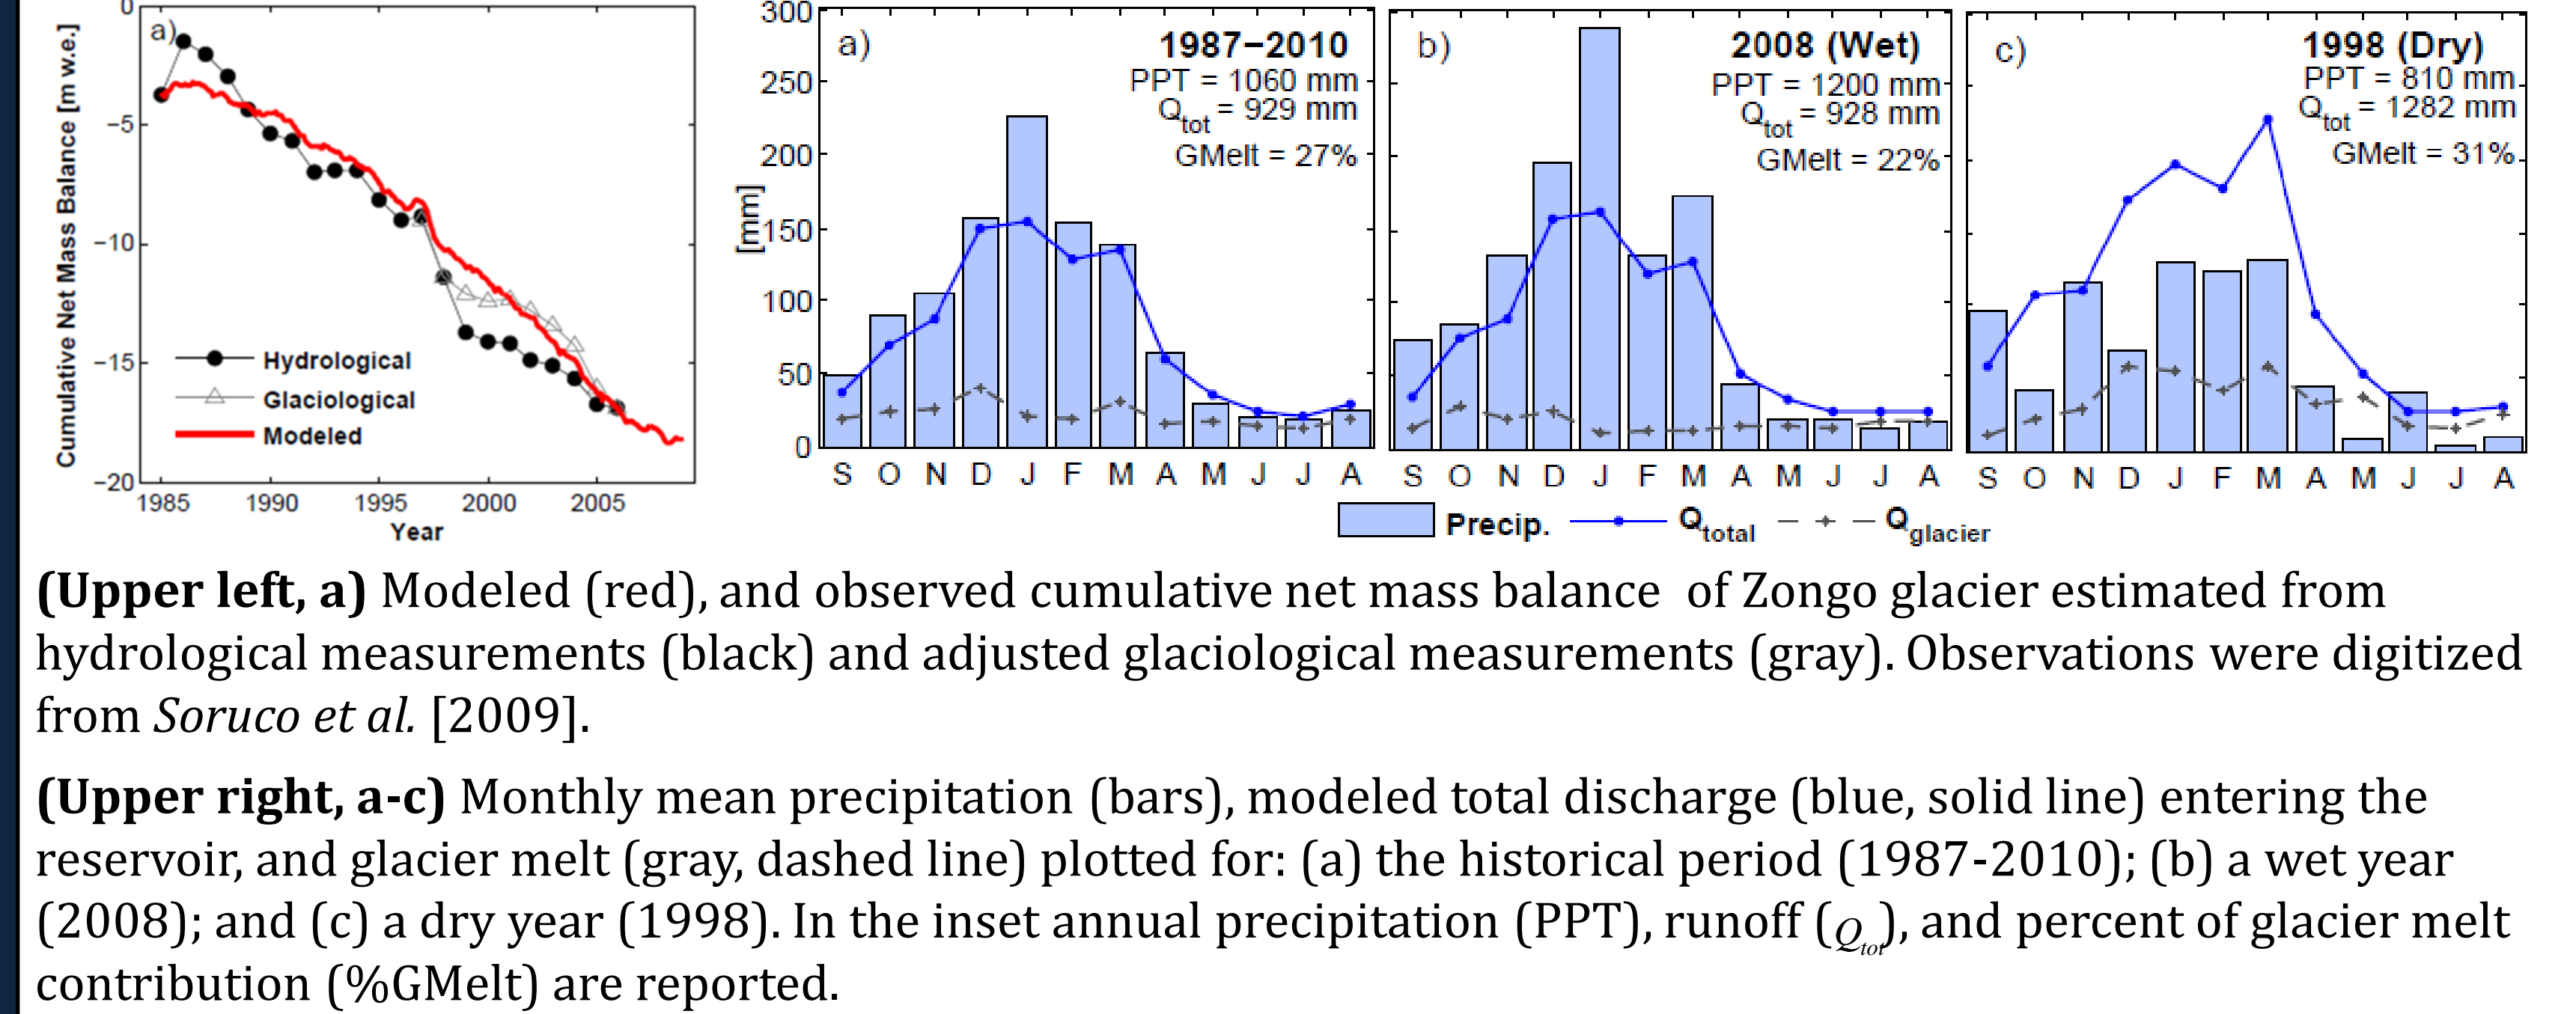 a)
Cumulative Net Mass Balance [m w.e.]
0
−5
−10
−15
−20
1985 1990 1995 2000 2005
Year
Hydrological
Glaciological
Modeled
[mm]
300
250
200
150
100
50
0
a) 1987−2010
PPT = 1060 mm
Qtot = 929 mm
GMelt = 27%
S O N D J F M A M J J A
b) 2008 (Wet)
PPT = 1200 mm
Qtot = 928 mm
GMelt = 22%
S O N D J F M A M J J A
c) 1998 (Dry)
PPT = 810 mm
Qtot = 1282 mm
GMelt = 31%
S O N D J F M A M J J A
Precip. Qtotal Qglacier
(Upper left, a) Modeled (red), and observed cumulative net mass balance of Zongo glacier estimated from
hydrological measurements (black) and adjusted glaciological measurements (gray). Observations were digitized
from Soruco et al. [2009].
(Upper right, a-c) Monthly mean precipitation (bars), modeled total discharge (blue, solid line) entering the
reservoir, and glacier melt (gray, dashed line) plotted for: (a) the historical period (1987-2010); (b) a wet year
(2008); and (c) a dry year (1998). In the inset annual precipitation (PPT), runoff (Qtot), and percent of glacier melt
contribution (%GMelt) are reported.